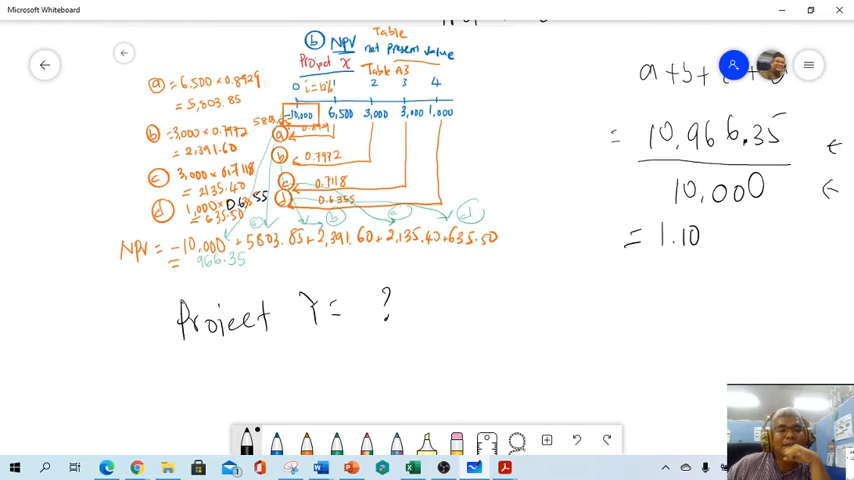 Microsoft Whiteboard
Table
ⓑ NPV net present value
Project X
Table A3
0 i=12% 1 2 3 4
-10,000 6,500 3,000 3,000 1,000
ⓐ = 6,500 x 0.8929
= 5,803.85
ⓑ = 3,000 x 0.7972
= 2,391.60
ⓒ 3,000 x 0.7118
= 2135.40
ⓓ 1,000 x 0.6355
= 635.50
5803.85
ⓐ 0.8929
ⓑ 0.7972
ⓒ 0.7118
ⓓ 0.6355
ⓐ ⓑ ⓒ ⓓ
NPV = -10,000 + 5803.85 + 2,391.60 + 2,135.40 + 635.50
= 966.35
Project Y = ?
= 10,966.35
10,000
= 1.10